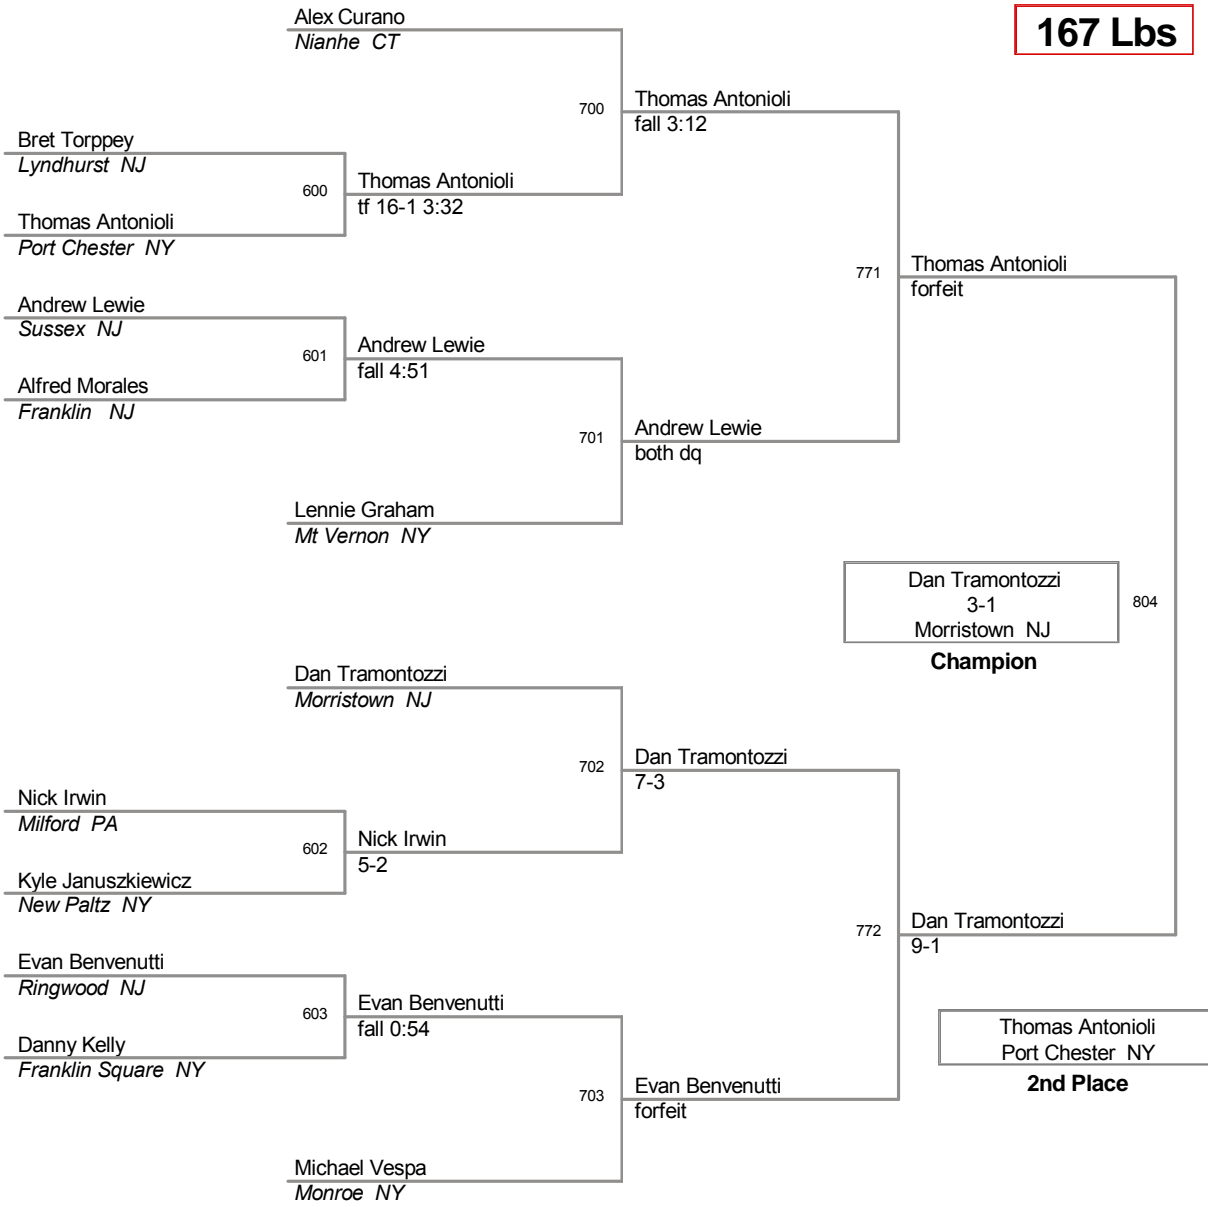 Alex Curano
Nianhe CT
167 Lbs
700
Thomas Antonioli
fall 3:12
Bret Torppey
Lyndhurst NJ
600
Thomas Antonioli
tf 16-1 3:32
Thomas Antonioli
Port Chester NY
771
Thomas Antonioli
forfeit
Andrew Lewie
Sussex NJ
601
Andrew Lewie
fall 4:51
Alfred Morales
Franklin NJ
701
Andrew Lewie
both dq
Lennie Graham
Mt Vernon NY
Dan Tramontozzi
3-1
Morristown NJ
804
Champion
Dan Tramontozzi
Morristown NJ
702
Dan Tramontozzi
7-3
Nick Irwin
Milford PA
602
Nick Irwin
5-2
Kyle Januszkiewicz
New Paltz NY
772
Dan Tramontozzi
9-1
Evan Benvenutti
Ringwood NJ
603
Evan Benvenutti
fall 0:54
Danny Kelly
Franklin Square NY
Thomas Antonioli
Port Chester NY
2nd Place
703
Evan Benvenutti
forfeit
Michael Vespa
Monroe NY